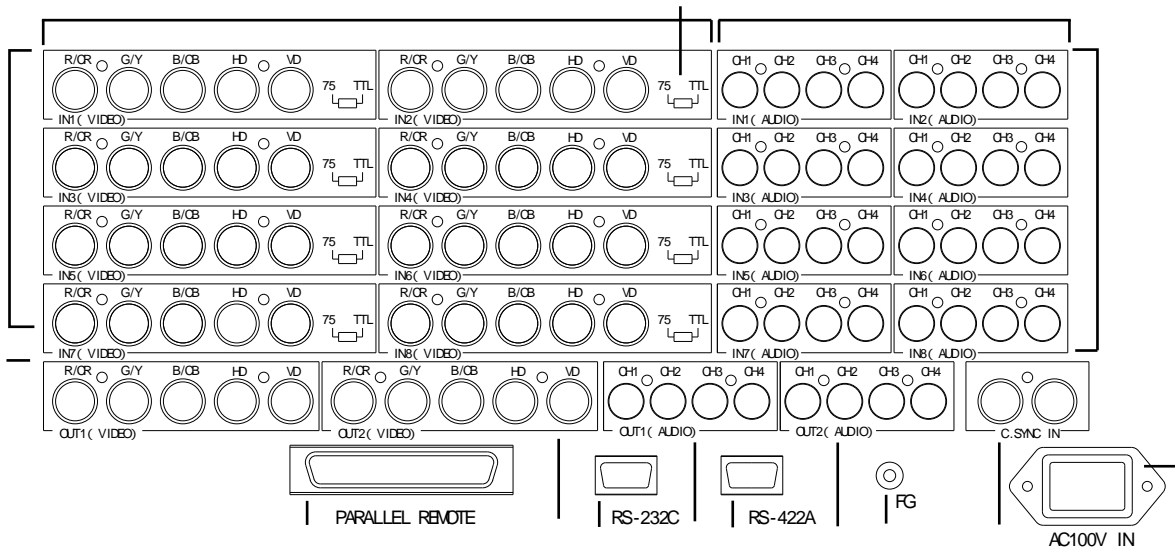 R/CR G/Y B/CB HD VD R/CR G/Y B/CB HD VD CH1 CH2 CH3 CH4 CH1 CH2 CH3 CH4
75 TTL 75 TTL
IN1( VIDEO) IN2( VIDEO) IN1( AUDIO) IN2( AUDIO)
R/CR G/Y B/CB HD VD R/CR G/Y B/CB HD VD CH1 CH2 CH3 CH4 CH1 CH2 CH3 CH4
75 TTL 75 TTL
IN3( VIDEO) IN4( VIDEO) IN3( AUDIO) IN4( AUDIO)
R/CR G/Y B/CB HD VD R/CR G/Y B/CB HD VD CH1 CH2 CH3 CH4 CH1 CH2 CH3 CH4
75 TTL 75 TTL
IN5( VIDEO) IN6( VIDEO) IN5( AUDIO) IN6( AUDIO)
R/CR G/Y B/CB HD VD R/CR G/Y B/CB HD VD CH1 CH2 CH3 CH4 CH1 CH2 CH3 CH4
75 TTL 75 TTL
IN7( VIDEO) IN8( VIDEO) IN7( AUDIO) IN8( AUDIO)
R/CR G/Y B/CB HD VD R/CR G/Y B/CB HD VD CH1 CH2 CH3 CH4 CH1 CH2 CH3 CH4
OUT1( VIDEO) OUT2( VIDEO) OUT1( AUDIO) OUT2( AUDIO) C.SYNC IN
PARALLEL REMOTE RS-232C RS-422A FG
AC100V IN